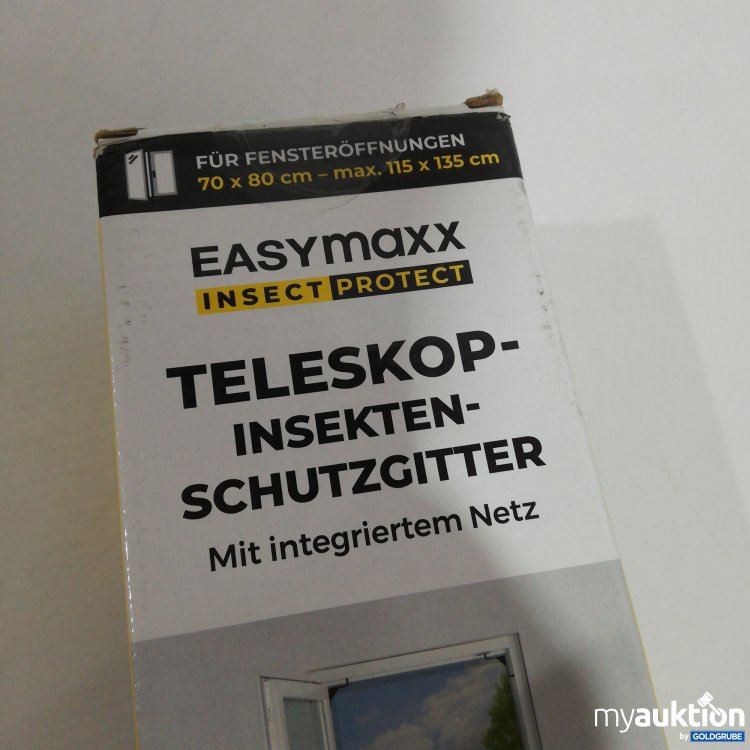 FÜR FENSTERÖFFNUNGEN
70 x 80 cm – max. 115 x 135 cm
EASYmaxx
INSECT PROTECT
TELESKOP-
INSEKTEN-
SCHUTZGITTER
Mit integriertem Netz
myauktion
by GOLDGRUBE